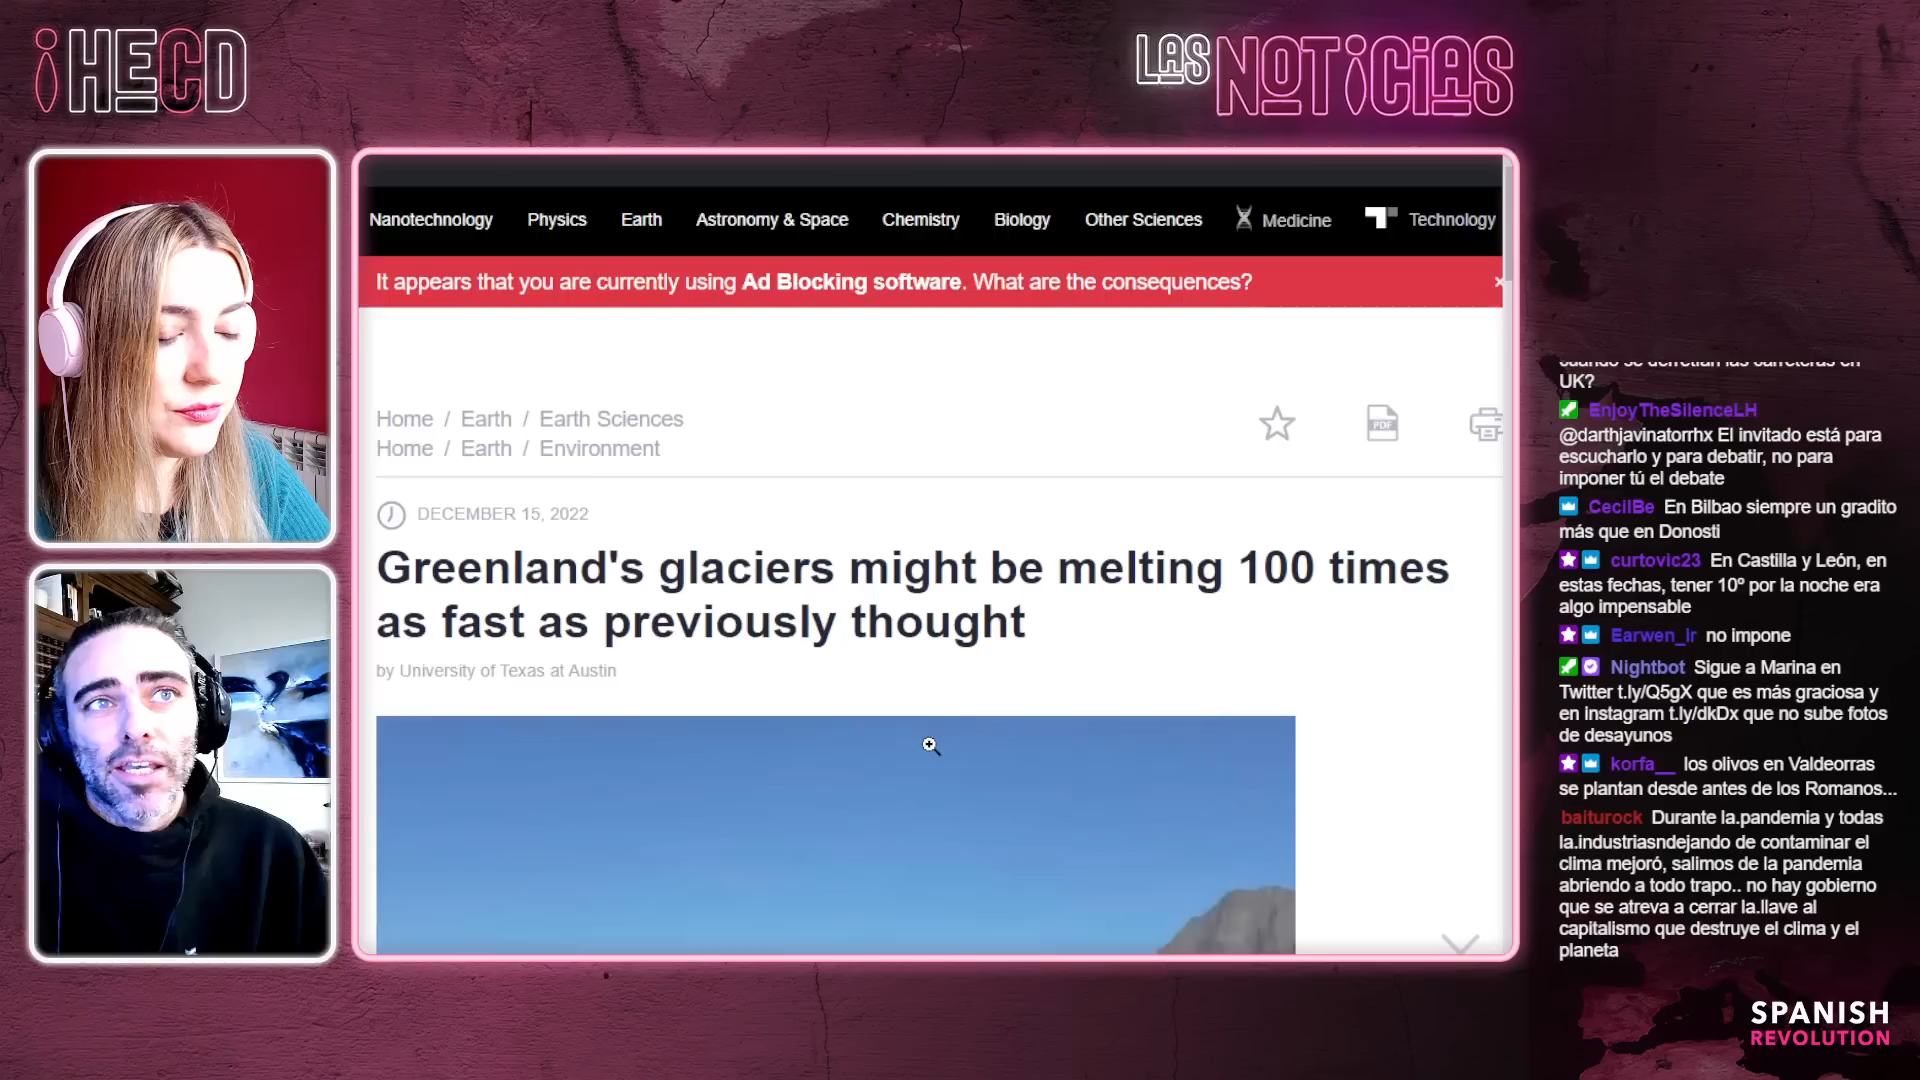 iHECD
LAS NOTiCiAS
Nanotechnology Physics Earth Astronomy & Space Chemistry Biology Other Sciences Medicine Technology
It appears that you are currently using Ad Blocking software. What are the consequences? ×
Home / Earth / Earth Sciences
Home / Earth / Environment
PDF
DECEMBER 15, 2022
Greenland's glaciers might be melting 100 times
as fast as previously thought
by University of Texas at Austin
cuando se derretían las carreteras en
UK?
EnjoyTheSilenceLH
@darthjavinatorrhx El invitado está para
escucharlo y para debatir, no para
imponer tú el debate
CecilBe En Bilbao siempre un gradito
más que en Donosti
curtovic23 En Castilla y León, en
estas fechas, tener 10º por la noche era
algo impensable
Earwen_lr no impone
Nightbot Sigue a Marina en
Twitter t.ly/Q5gX que es más graciosa y
en instagram t.ly/dkDx que no sube fotos
de desayunos
korfa__ los olivos en Valdeorras
se plantan desde antes de los Romanos...
baiturock Durante la.pandemia y todas
la.industriasndejando de contaminar el
clima mejoró, salimos de la pandemia
abriendo a todo trapo.. no hay gobierno
que se atreva a cerrar la.llave al
capitalismo que destruye el clima y el
planeta
SPANISH
REVOLUTION